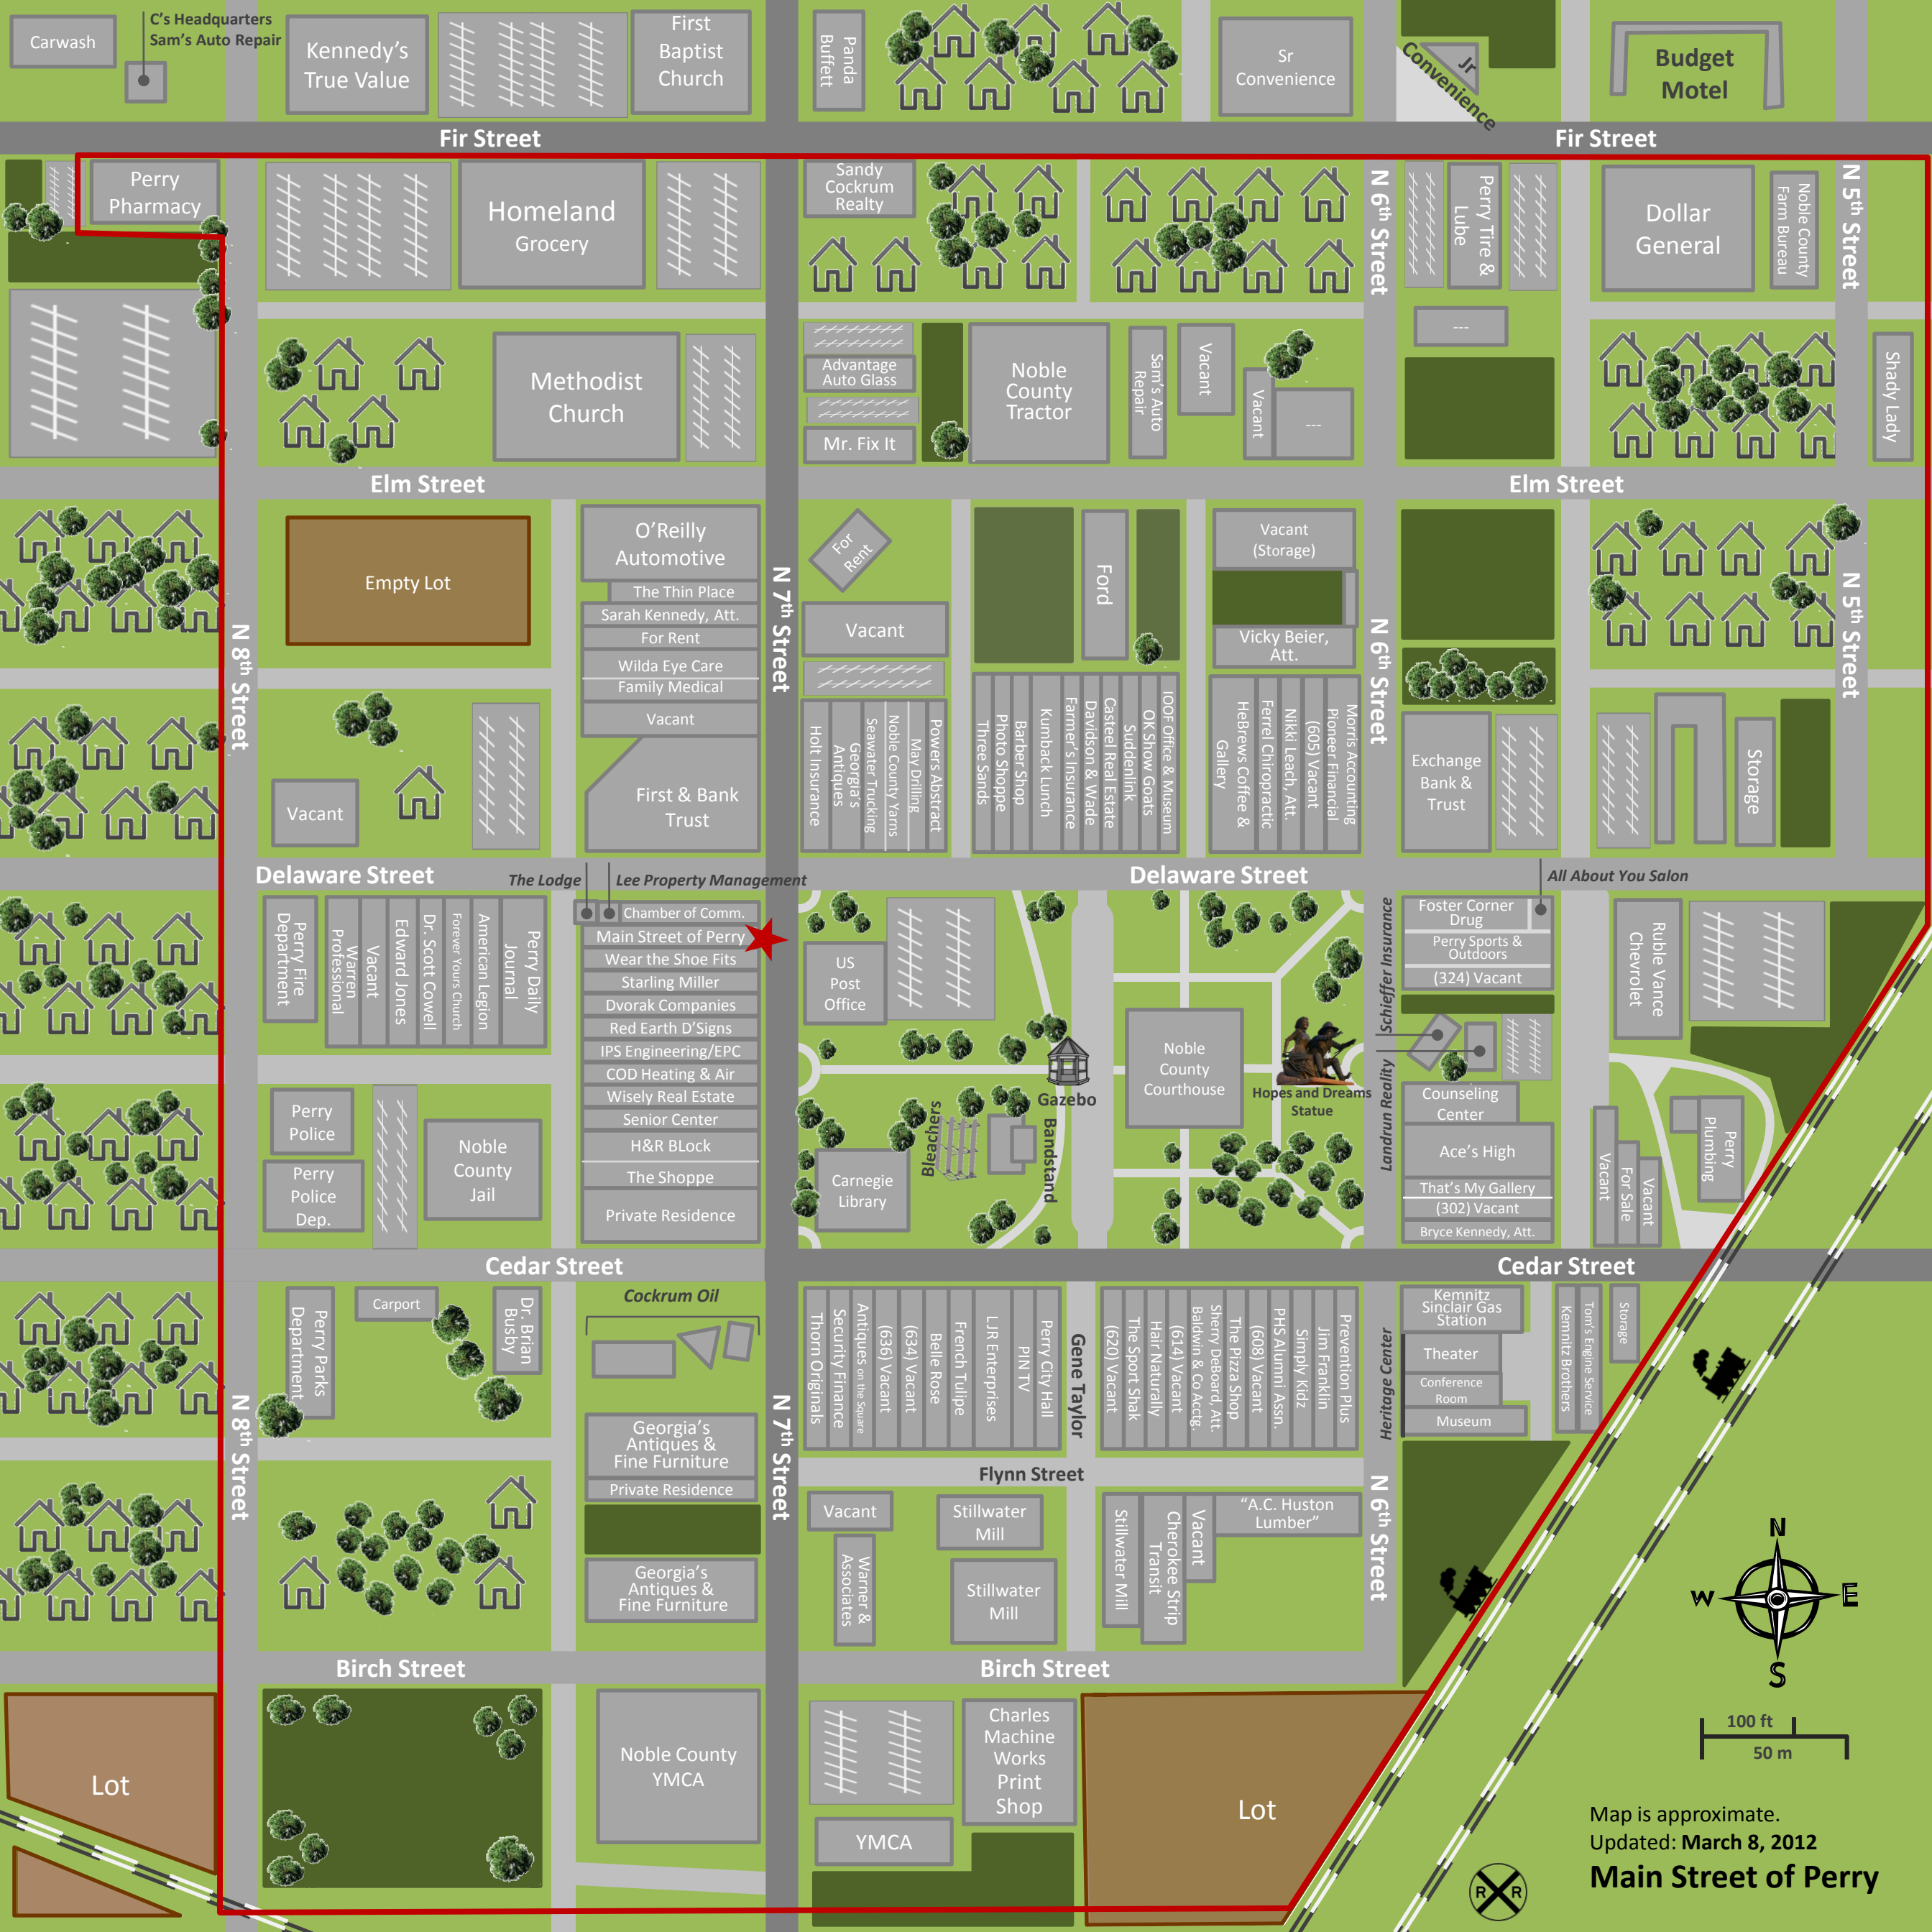 C's Headquarters
Sam's Auto Repair
Carwash
Kennedy's
True Value
First
Baptist
Church
Panda
Buffett
Sr
Convenience
Jr
Convenience
Budget
Motel
Fir Street
Fir Street
Perry
Pharmacy
Homeland
Grocery
Sandy
Cockrum
Realty
N 6th Street
Perry Tire &
Lube
Dollar
General
Noble County
Farm Bureau
N 5th Street
Methodist
Church
Advantage
Auto Glass
Mr. Fix It
Noble
County
Tractor
Sam's Auto
Repair
Vacant
Vacant
---
---
Shady Lady
Elm Street
Elm Street
Empty Lot
O'Reilly
Automotive
The Thin Place
Sarah Kennedy, Att.
For Rent
Wilda Eye Care
Family Medical
Vacant
First & Bank
Trust
N 8th Street
Vacant
N 7th Street
For
Rent
Vacant
Ford
Vacant
(Storage)
Vicky Beier,
Att.
N 6th Street
N 5th Street
Holt Insurance
Georgia's
Antiques
Seawater Trucking
Noble County Yarns
May Drilling
Powers Abstract
Three Sands
Photo Shoppe
Barber Shop
Kumback Lunch
Farmer's Insurance
Davidson & Wade
Casteel Real Estate
Suddenlink
OK Show Goats
IOOF Office & Museum
HeBrews Coffee &
Gallery
Ferrel Chiropractic
Nikki Leach, Att.
(605) Vacant
Pioneer Financial
Morris Accounting
Exchange
Bank &
Trust
Storage
Delaware Street
The Lodge
Lee Property Management
Delaware Street
All About You Salon
Perry Fire
Department
Warren
Professional
Vacant
Edward Jones
Dr. Scott Cowell
Forever Yours Church
American Legion
Perry Daily
Journal
Chamber of Comm.
Main Street of Perry
Wear the Shoe Fits
Starling Miller
Dvorak Companies
Red Earth D'Signs
IPS Engineering/EPC
COD Heating & Air
Wisely Real Estate
Senior Center
H&R BLock
The Shoppe
Private Residence
US
Post
Office
Gazebo
Bleachers
Bandstand
Carnegie
Library
Noble
County
Courthouse
Hopes and Dreams
Statue
Schieffer Insurance
Landrun Reality
Foster Corner
Drug
Perry Sports &
Outdoors
(324) Vacant
Counseling
Center
Ace's High
That's My Gallery
(302) Vacant
Bryce Kennedy, Att.
Ruble Vance
Chevrolet
Perry
Plumbing
Vacant
For Sale
Vacant
Perry
Police
Perry
Police
Dep.
Noble
County
Jail
Cedar Street
Cedar Street
Perry Parks
Department
Carport
Dr. Brian
Busby
Cockrum Oil
Georgia's
Antiques &
Fine Furniture
Private Residence
Georgia's
Antiques &
Fine Furniture
N 8th Street
N 7th Street
Thorn Originals
Security Finance
Antiques on the Square
(636) Vacant
(634) Vacant
Belle Rose
French Tulipe
LJR Enterprises
PIN TV
Perry City Hall
Gene Taylor
(620) Vacant
The Sport Shak
Hair Naturally
(614) Vacant
Baldwin & Co Acctg.
Sherry DeBoard, Att.
The Pizza Shop
(608) Vacant
PHS Alumni Assn.
Simply Kidz
Jim Franklin
Prevention Plus
Heritage Center
Kemnitz
Sinclair Gas
Station
Theater
Conference
Room
Museum
Kemnitz Brothers
Tom's Engine Service
Storage
Flynn Street
Vacant
Warner &
Associates
Stillwater
Mill
Stillwater
Mill
Stillwater Mill
Cherokee Strip
Transit
Vacant
"A.C. Huston
Lumber"
N 6th Street
Birch Street
Birch Street
Lot
Noble County
YMCA
YMCA
Charles
Machine
Works
Print
Shop
Lot
N
W
E
S
100 ft
50 m
Map is approximate.
Updated: March 8, 2012
Main Street of Perry
R R